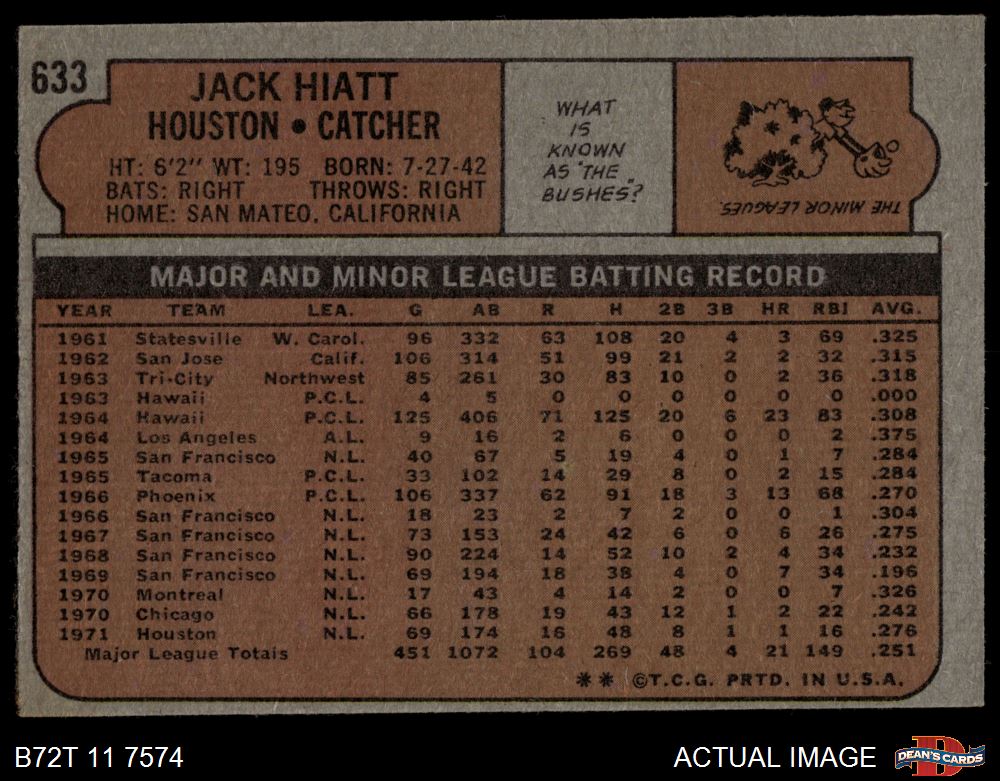 633
JACK HIATT
HOUSTON • CATCHER
HT: 6'2" WT: 195 BORN: 7-27-42
BATS: RIGHT THROWS: RIGHT
HOME: SAN MATEO, CALIFORNIA
WHAT
IS
KNOWN
AS "THE
BUSHES?"
THE MINOR LEAGUES.
MAJOR AND MINOR LEAGUE BATTING RECORD
YEAR TEAM LEA. G AB R H 2B 3B HR RBI AVG.
1961 Statesville W. Carol. 96 332 63 108 20 4 3 69 .325
1962 San Jose Calif. 106 314 51 99 21 2 2 32 .315
1963 Tri-City Northwest 85 261 30 83 10 0 2 36 .318
1963 Hawaii P.C.L. 4 5 0 0 0 0 0 0 .000
1964 Hawaii P.C.L. 125 406 71 125 20 6 23 83 .308
1964 Los Angeles A.L. 9 16 2 6 0 0 0 2 .375
1965 San Francisco N.L. 40 67 5 19 4 0 1 7 .284
1965 Tacoma P.C.L. 33 102 14 29 8 0 2 15 .284
1966 Phoenix P.C.L. 106 337 62 91 18 3 13 68 .270
1966 San Francisco N.L. 18 23 2 7 2 0 0 1 .304
1967 San Francisco N.L. 73 153 24 42 6 0 6 26 .275
1968 San Francisco N.L. 90 224 14 52 10 2 4 34 .232
1969 San Francisco N.L. 69 194 18 38 4 0 7 34 .196
1970 Montreal N.L. 17 43 4 14 2 0 0 7 .326
1970 Chicago N.L. 66 178 19 43 12 1 2 22 .242
1971 Houston N.L. 69 174 16 48 8 1 1 16 .276
Major League Totals 451 1072 104 269 48 4 21 149 .251
** ©T.C.G. PRTD. IN U.S.A.
B72T 11 7574
ACTUAL IMAGE
D
DEAN'S CARDS